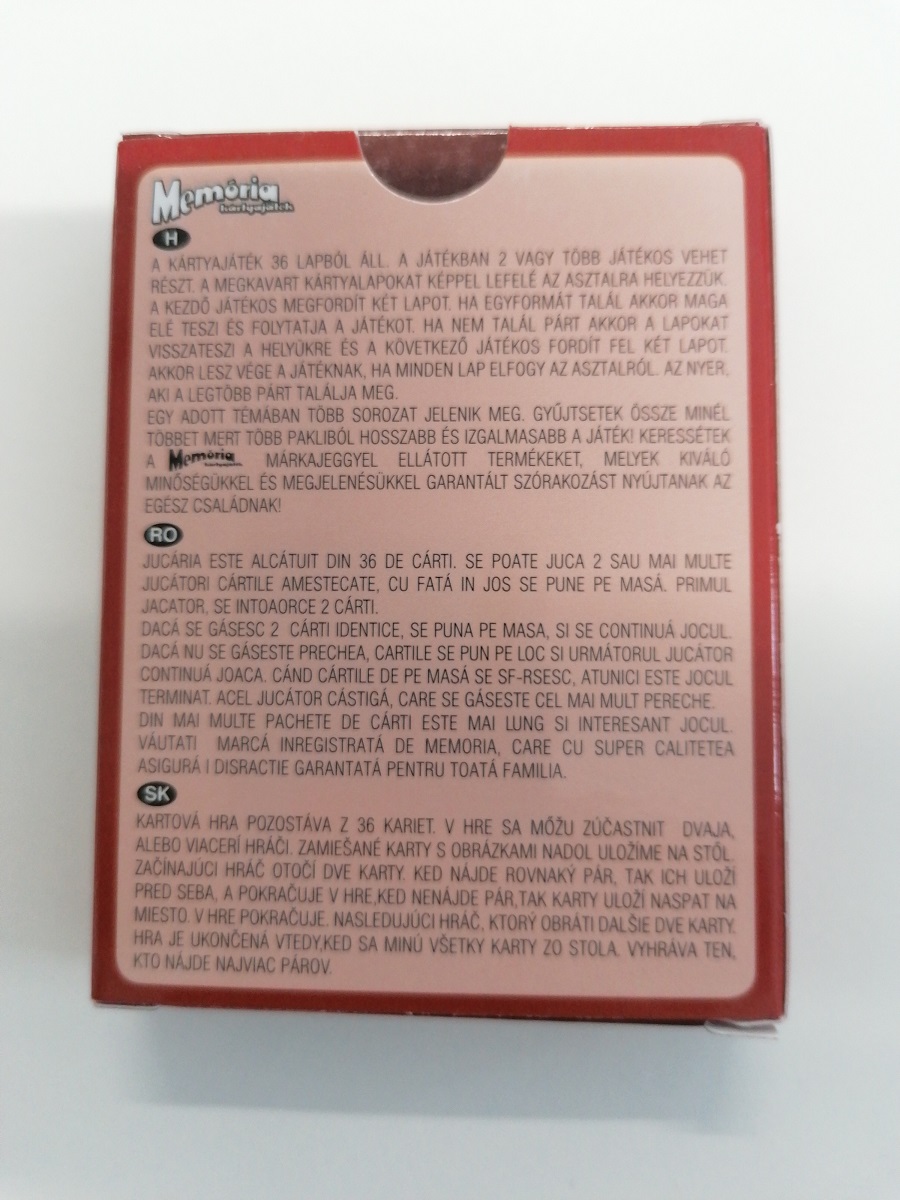 Memória
kártyajáték
H
A KÁRTYAJÁTÉK 36 LAPBÓL ÁLL. A JÁTÉKBAN 2 VAGY TÖBB JÁTÉKOS VEHET
RÉSZT. A MEGKAVART KÁRTYALAPOKAT KÉPPEL LEFELÉ AZ ASZTALRA HELYEZZÜK.
A KEZDŐ JÁTÉKOS MEGFORDÍT KÉT LAPOT. HA EGYFORMÁT TALÁL AKKOR MAGA
ELÉ TESZI ÉS FOLYTATJA A JÁTÉKOT. HA NEM TALÁL PÁRT AKKOR A LAPOKAT
VISSZATESZI A HELYÜKRE ÉS A KÖVETKEZŐ JÁTÉKOS FORDÍT FEL KÉT LAPOT.
AKKOR LESZ VÉGE A JÁTÉKNAK, HA MINDEN LAP ELFOGY AZ ASZTALRÓL. AZ NYER,
AKI A LEGTÖBB PÁRT TALÁLJA MEG.
EGY ADOTT TÉMÁBAN TÖBB SOROZAT JELENIK MEG. GYŰJTSETEK ÖSSZE MINÉL
TÖBBET MERT TÖBB PAKLIBÓL HOSSZABB ÉS IZGALMASABB A JÁTÉK! KERESSÉTEK
A Memória kártyajáték MÁRKAJEGGYEL ELLÁTOTT TERMÉKEKET, MELYEK KIVÁLÓ
MINŐSÉGÜKKEL ÉS MEGJELENÉSÜKKEL GARANTÁLT SZÓRAKOZÁST NYÚJTANAK AZ
EGÉSZ CSALÁDNAK!
RO
JUCÁRIA ESTE ALCÁTUIT DIN 36 DE CÁRTI. SE POATE JUCA 2 SAU MAI MULTE
JUCÁTORI CÁRTILE AMESTECATE, CU FATÁ IN JOS SE PUNE PE MASÁ. PRIMUL
JACATOR, SE INTOAORCE 2 CÁRTI.
DACÁ SE GÁSESC 2 CÁRTI IDENTICE, SE PUNA PE MASA, SI SE CONTINUÁ JOCUL.
DACÁ NU SE GÁSESTE PRECHEA, CARTILE SE PUN PE LOC SI URMÁTORUL JUCÁTOR
CONTINUÁ JOACA. CÁND CÁRTILE DE PE MASÁ SE SF-RSESC, ATUNICI ESTE JOCUL
TERMINAT. ACEL JUCÁTOR CÁSTIGÁ, CARE SE GÁSESTE CEL MAI MULT PERECHE.
DIN MAI MULTE PACHETE DE CÁRTI ESTE MAI LUNG SI INTERESANT JOCUL.
VÁUTATI MARCÁ INREGISTRATÁ DE MEMORIA, CARE CU SUPER CALITETEA
ASIGURÁ I DISRACTIE GARANTATÁ PENTRU TOATÁ FAMILIA.
SK
KARTOVÁ HRA POZOSTÁVA Z 36 KARIET. V HRE SA MŐŽU ZÚČASTNIT DVAJA,
ALEBO VIACERÍ HRÁČI. ZAMIEŠANÉ KARTY S OBRÁZKAMI NADOL ULOŽÍME NA STŐL.
ZAČÍNAJÚCI HRÁČ OTOČÍ DVE KARTY. KED NÁJDE ROVNAKÝ PÁR, TAK ICH ULOŽÍ
PRED SEBA, A POKRAČUJE V HRE,KED NENÁJDE PÁR,TAK KARTY ULOŽÍ NASPAT NA
MIESTO. V HRE POKRAČUJE. NASLEDUJÚCI HRÁČ, KTORÝ OBRÁTI DALŠIE DVE KARTY.
HRA JE UKONČENÁ VTEDY,KED SA MINÚ VŠETKY KARTY ZO STOLA. VYHRÁVA TEN,
KTO NÁJDE NAJVIAC PÁROV.